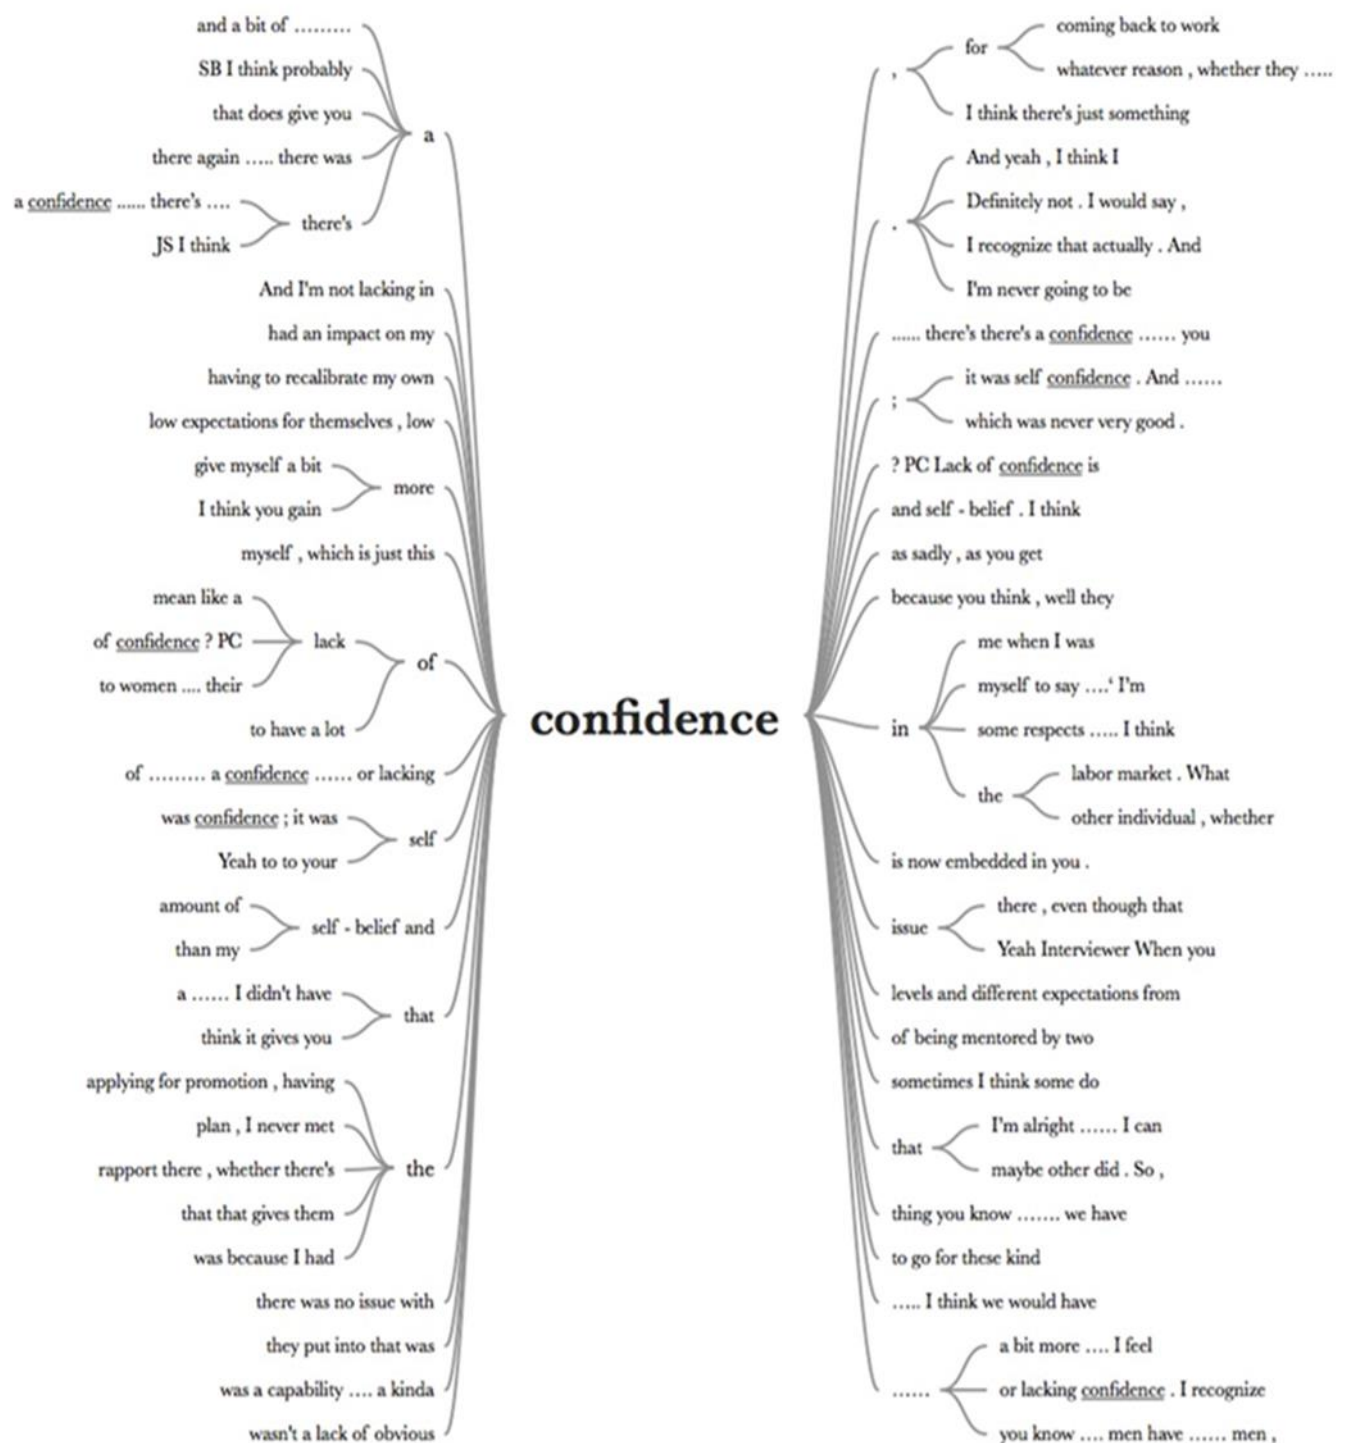 and a bit of .........
SB I think probably
that does give you
there again ..... there was
a confidence ...... there's ....
JS I think
there's
a
And I'm not lacking in
had an impact on my
having to recalibrate my own
low expectations for themselves , low
give myself a bit
I think you gain
more
myself , which is just this
mean like a
of confidence ? PC
to women .... their
lack
to have a lot
of
of ......... a confidence ...... or lacking
was confidence ; it was
Yeah to to your
self
amount of
than my
self - belief and
a ...... I didn't have
think it gives you
that
applying for promotion , having
plan , I never met
rapport there , whether there's
that that gives them
was because I had
the
there was no issue with
they put into that was
was a capability .... a kinda
wasn't a lack of obvious
confidence
,
for
coming back to work
whatever reason , whether they .....
I think there's just something
.
And yeah , I think I
Definitely not . I would say ,
I recognize that actually . And
I'm never going to be
...... there's there's a confidence ...... you
;
it was self confidence . And ......
which was never very good .
? PC Lack of confidence is
and self - belief . I think
as sadly , as you get
because you think , well they
in
me when I was
myself to say ....‘ I'm
some respects ..... I think
the
labor market . What
other individual , whether
is now embedded in you .
issue
there , even though that
Yeah Interviewer When you
levels and different expectations from
of being mentored by two
sometimes I think some do
that
I'm alright ...... I can
maybe other did . So ,
thing you know ....... we have
to go for these kind
..... I think we would have
......
a bit more .... I feel
or lacking confidence . I recognize
you know .... men have ...... men ,